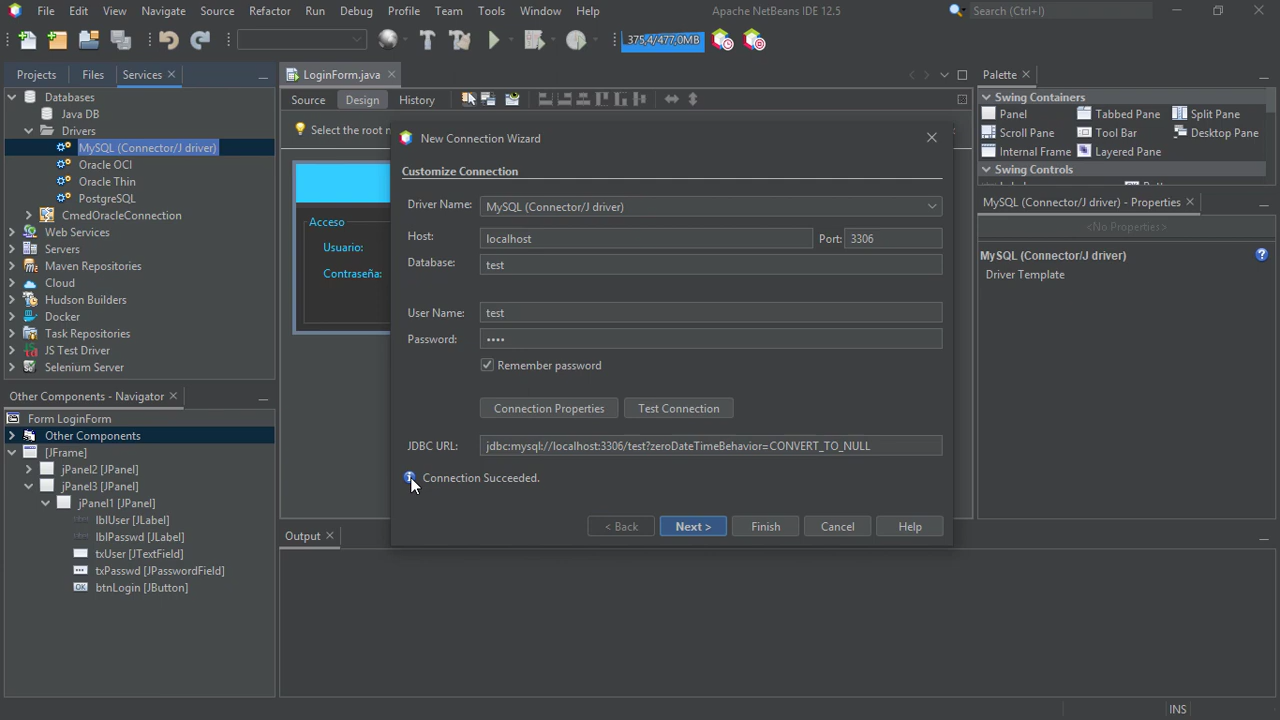 File Edit View Navigate Source Refactor Run Debug Profile Team Tools Window Help Apache NetBeans IDE 12.5 Search (Ctrl+I)
375,4/477,0MB
Projects Files Services
Databases
Java DB
Drivers
MySQL (Connector/J driver)
Oracle OCI
Oracle Thin
PostgreSQL
CmedOracleConnection
Web Services
Servers
Maven Repositories
Cloud
Hudson Builders
Docker
Task Repositories
JS Test Driver
Selenium Server
Other Components - Navigator
Form LoginForm
Other Components
[JFrame]
jPanel2 [JPanel]
jPanel3 [JPanel]
jPanel1 [JPanel]
lblUser [JLabel]
lblPasswd [JLabel]
txUser [JTextField]
txPasswd [JPasswordField]
OK btnLogin [JButton]
LoginForm.java
Source Design History
Select the root n
Acceso
Usuario:
Contraseña:
New Connection Wizard
Customize Connection
Driver Name: MySQL (Connector/J driver)
Host: localhost Port: 3306
Database: test
User Name: test
Password: ••••
Remember password
Connection Properties Test Connection
JDBC URL: jdbc:mysql://localhost:3306/test?zeroDateTimeBehavior=CONVERT_TO_NULL
Connection Succeeded.
< Back Next > Finish Cancel Help
Output
Palette
Swing Containers
Panel Tabbed Pane Split Pane
Scroll Pane Tool Bar Desktop Pane
Internal Frame Layered Pane
Swing Controls
MySQL (Connector/J driver) - Properties
<No Properties>
MySQL (Connector/J driver)
Driver Template
INS